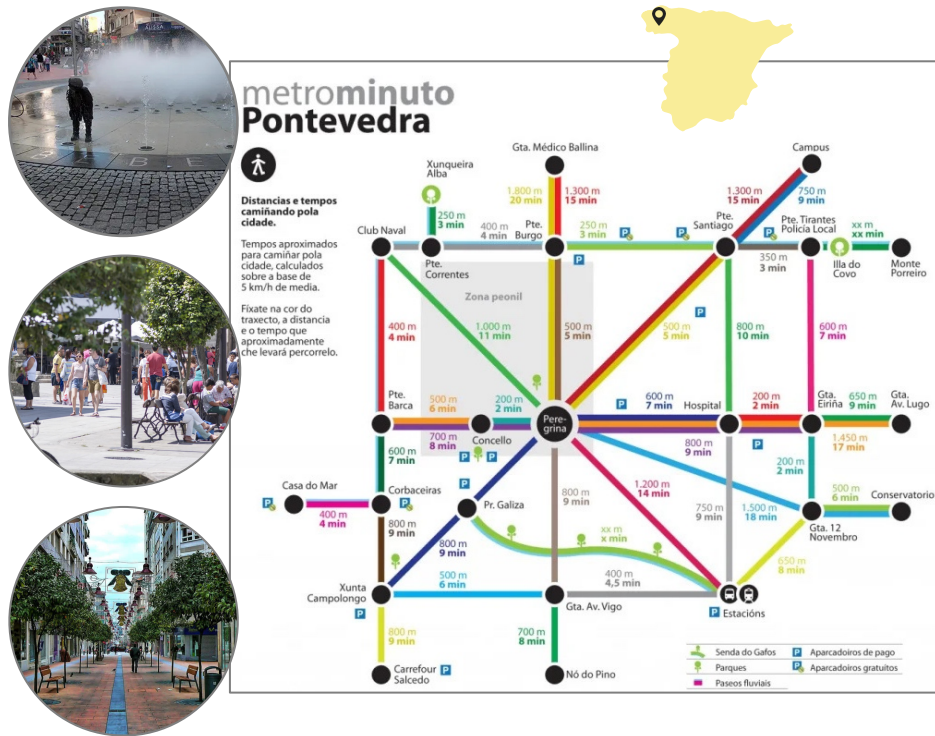 metrominuto
Pontevedra
Distancias e tempos
camiñando pola
cidade.
Tempos aproximados
para camiñar pola
cidade, calculados
sobre a base de
5 km/h de media.
Fíxate na cor do
traxecto, a distancia
e o tempo que
aproximadamente
che levará percorrelo.
Xunqueira
Alba
250 m
3 min
Gta. Médico Ballina
1.800 m
20 min
1.300 m
15 min
Campus
1.300 m
15 min
750 m
9 min
Club Naval
Pte.
Correntes
400 m
4 min
Pte.
Burgo
250 m
3 min
Pte.
Santiago
Pte. Tirantes
Policía Local
350 m
3 min
xx m
xx min
Illa do
Covo
Monte
Porreiro
Zona peonil
400 m
4 min
1.000 m
11 min
500 m
5 min
500 m
5 min
800 m
10 min
600 m
7 min
Pte.
Barca
500 m
6 min
200 m
2 min
700 m
8 min
Concello
Pere-
grina
600 m
7 min
Hospital
200 m
2 min
Gta.
Eiriña
650 m
9 min
Gta.
Av. Lugo
800 m
9 min
1,450 m
17 min
600 m
7 min
200 m
2 min
Casa do Mar
400 m
4 min
Corbaceiras
800 m
9 min
Pr. Galiza
800 m
9 min
800 m
9 min
1,200 m
14 min
750 m
9 min
1,500 m
18 min
500 m
6 min
Conservatorio
Gta. 12
Novembro
xx m
x min
650 m
8 min
Xunta
Campolongo
500 m
6 min
Gta. Av. Vigo
400 m
4,5 min
P Estacións
800 m
9 min
700 m
8 min
Carrefour
Salcedo
P
Nó do Pino
Senda do Gafos
P Aparcadoiros de pago
Parques
P Aparcadoiros gratuitos
Paseos fluviais